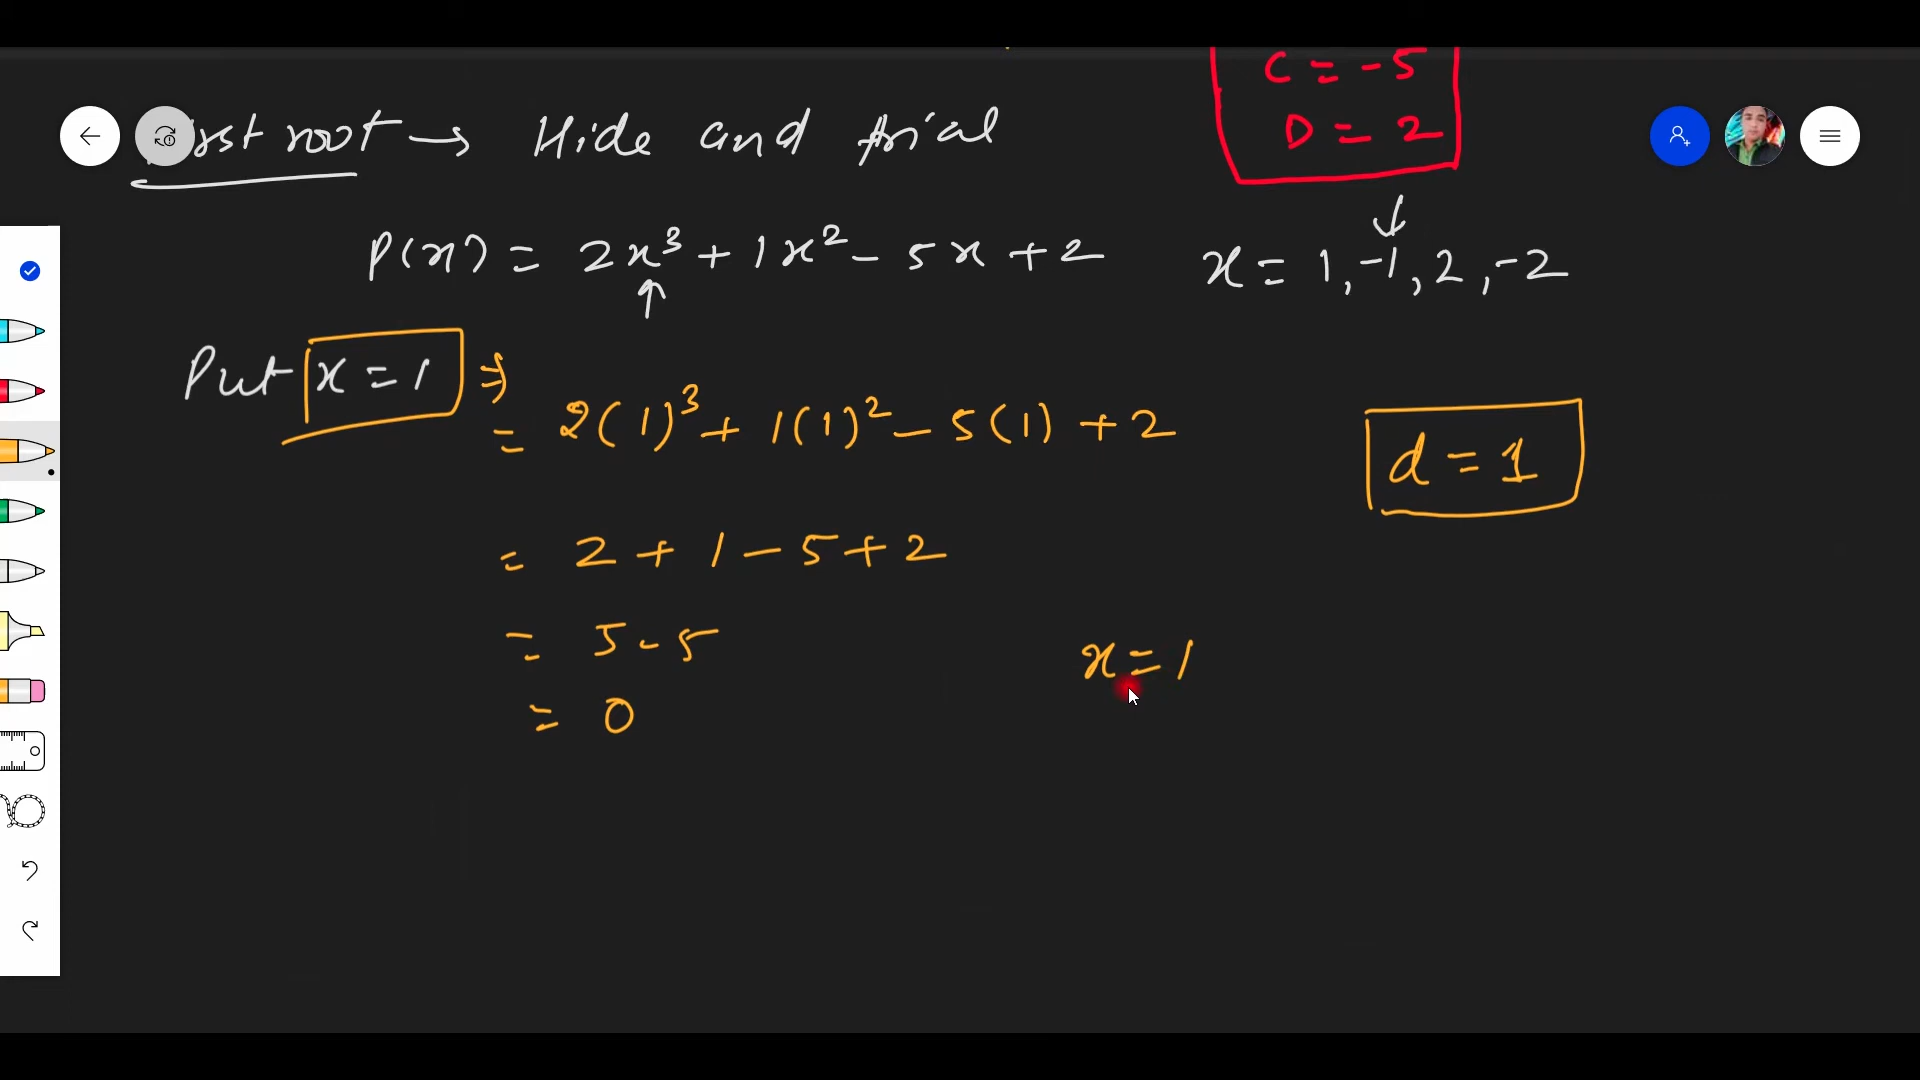 C = -5
D = 2
First root → Hide and trial
P(x) = 2x³ + 1x² - 5x + 2
x = 1, -1, 2, -2
Put x = 1 ⇒
= 2(1)³ + 1(1)² - 5(1) + 2
d = 1
= 2 + 1 - 5 + 2
= 5 - 5
x = 1
= 0